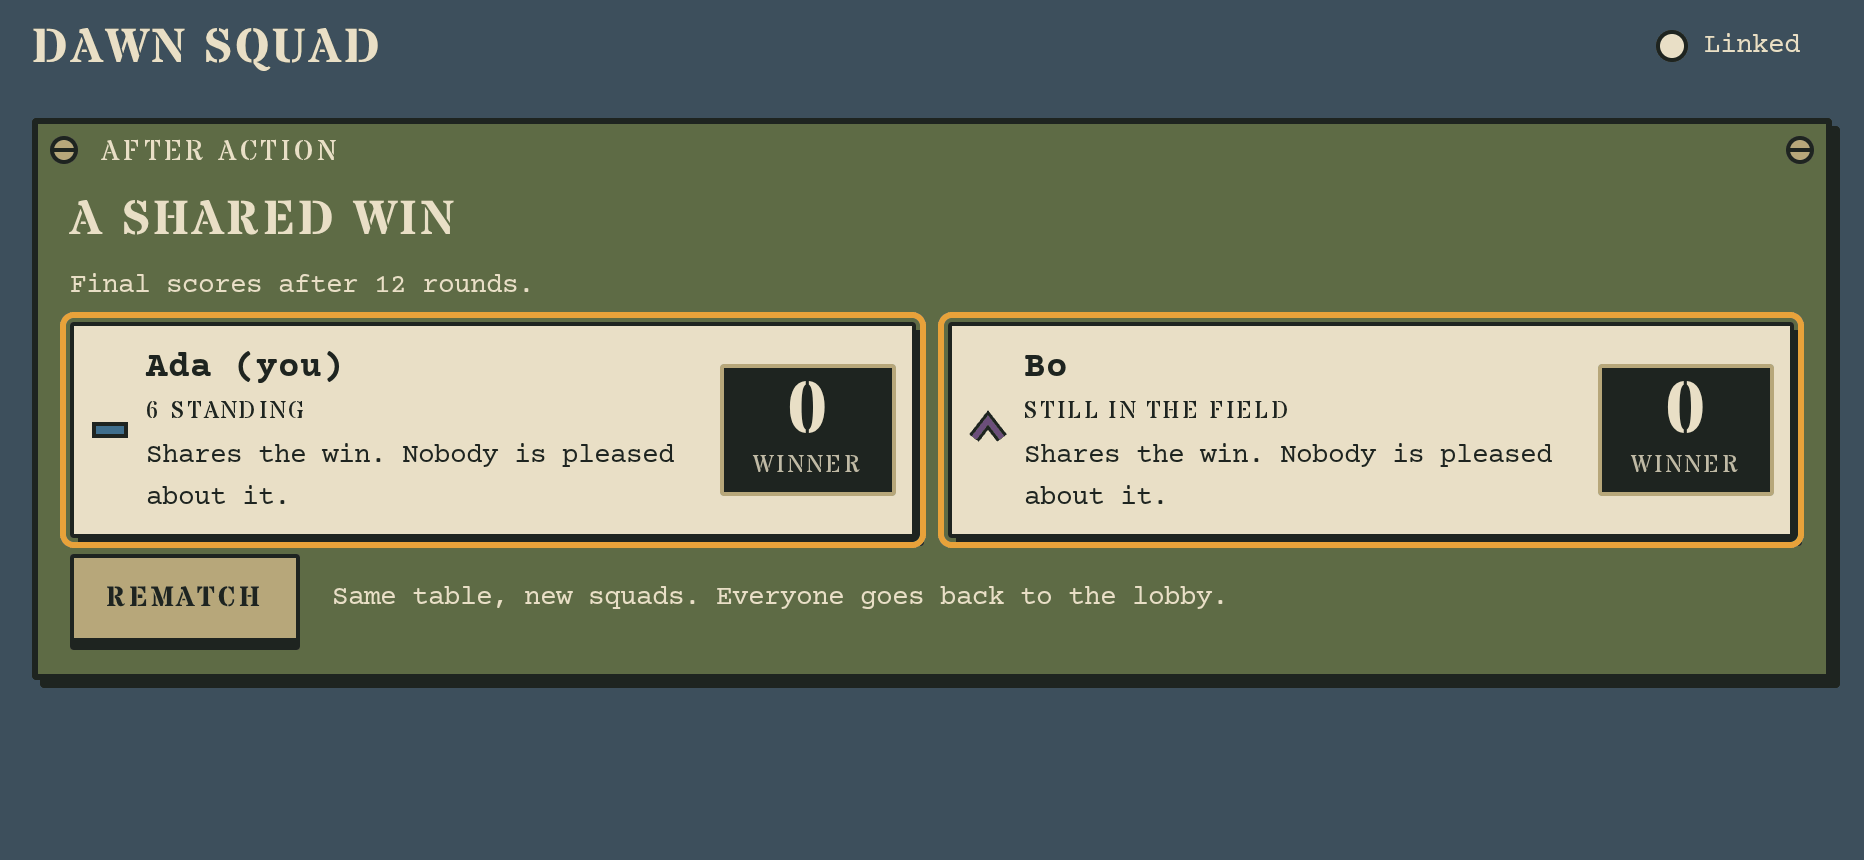 DAWN SQUAD
Linked
AFTER ACTION
A SHARED WIN
Final scores after 12 rounds.
Ada (you)
6 STANDING
Shares the win. Nobody is pleased
about it.
0
WINNER
Bo
STILL IN THE FIELD
Shares the win. Nobody is pleased
about it.
0
WINNER
REMATCH
Same table, new squads. Everyone goes back to the lobby.